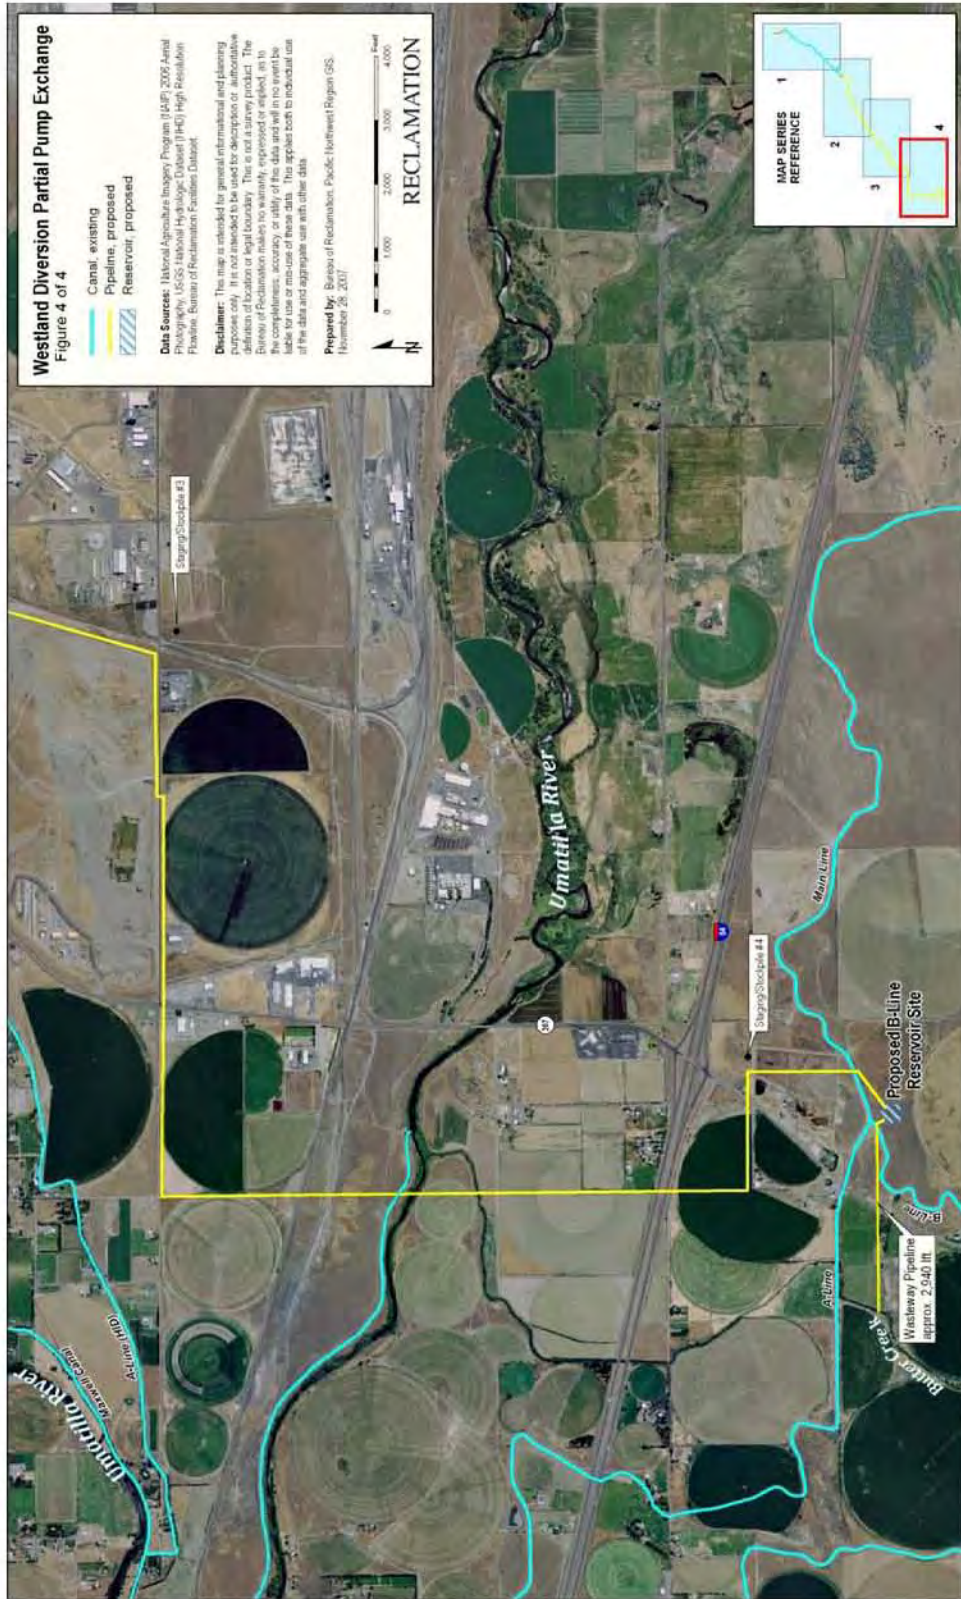 Westland Diversion Partial Pump Exchange
Figure 4 of 4
Canal, existing
Pipeline, proposed
Reservoir, proposed
Data Sources: National Agriculture Imagery Program (NAIP) 2006 Aerial
Photography, USGS National Hydrologic Dataset (NHD) High Resolution
Flowline, Bureau of Reclamation Facilities Dataset.
Disclaimer: This map is intended for general informational and planning
purposes only. It is not intended to be used for description or authoritative
definition of location or legal boundary. This is not a survey product. The
Bureau of Reclamation makes no warranty, expressed or implied, as to
the completeness, accuracy, or utility of this data and will in no event be
liable for use or mis-use of these data. This applies both to individual use
of the data and aggregate use with other data.
Prepared by: Bureau of Reclamation, Pacific Northwest Region GIS.
November 28, 2007
N
0 1,000 2,000 3,000 4,000
Feet
RECLAMATION
MAP SERIES
REFERENCE
1
2
3
4
Staging/Stockpile #3
Staging/Stockpile #4
Umatilla River
Umatilla River
Maxwell Canal
A-Line (HID)
207
84
Main Line
Proposed B-Line
Reservoir Site
A-Line
B-Line
Wasteway Pipeline
approx. 2,940 lft.
Butter Creek